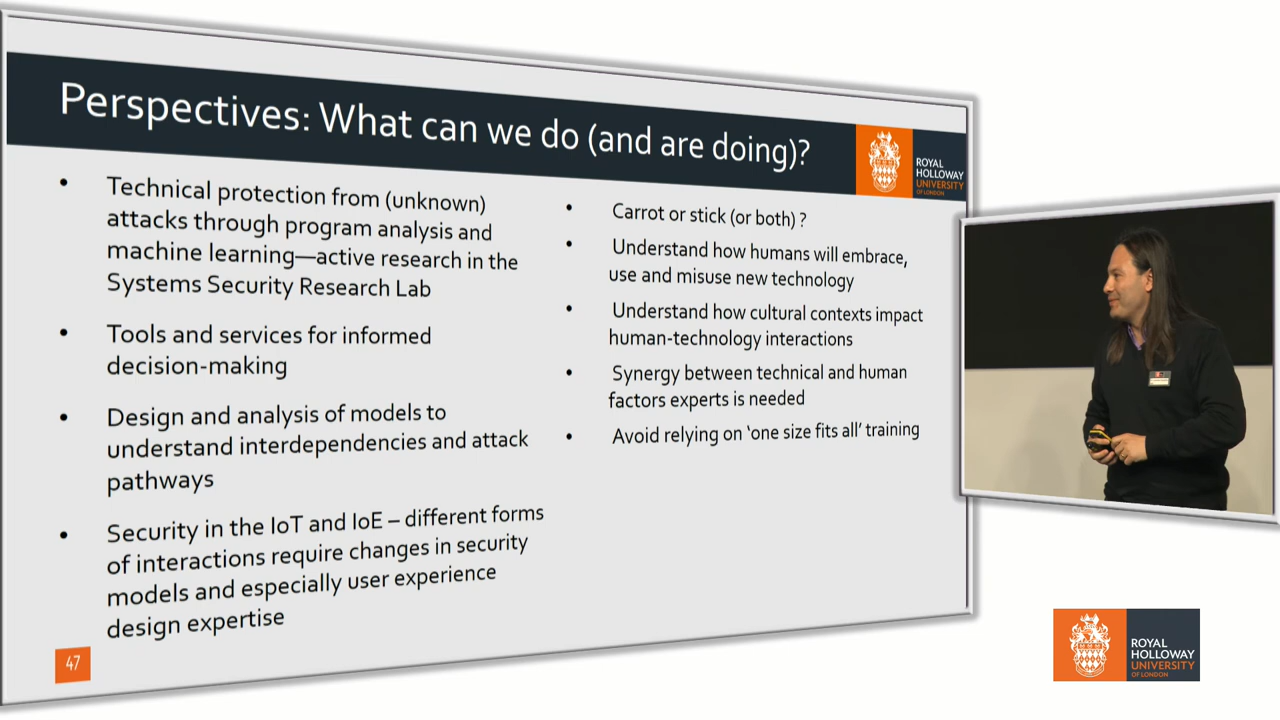 Perspectives: What can we do (and are doing)?
ROYAL
HOLLOWAY
UNIVERSITY
OF LONDON
• Technical protection from (unknown)
attacks through program analysis and
machine learning—active research in the
Systems Security Research Lab
• Tools and services for informed
decision-making
• Design and analysis of models to
understand interdependencies and attack
pathways
• Security in the IoT and IoE – different forms
of interactions require changes in security
models and especially user experience
design expertise
• Carrot or stick (or both) ?
• Understand how humans will embrace,
use and misuse new technology
• Understand how cultural contexts impact
human-technology interactions
• Synergy between technical and human
factors experts is needed
• Avoid relying on ‘one size fits all’ training
47
ROYAL
HOLLOWAY
UNIVERSITY
OF LONDON